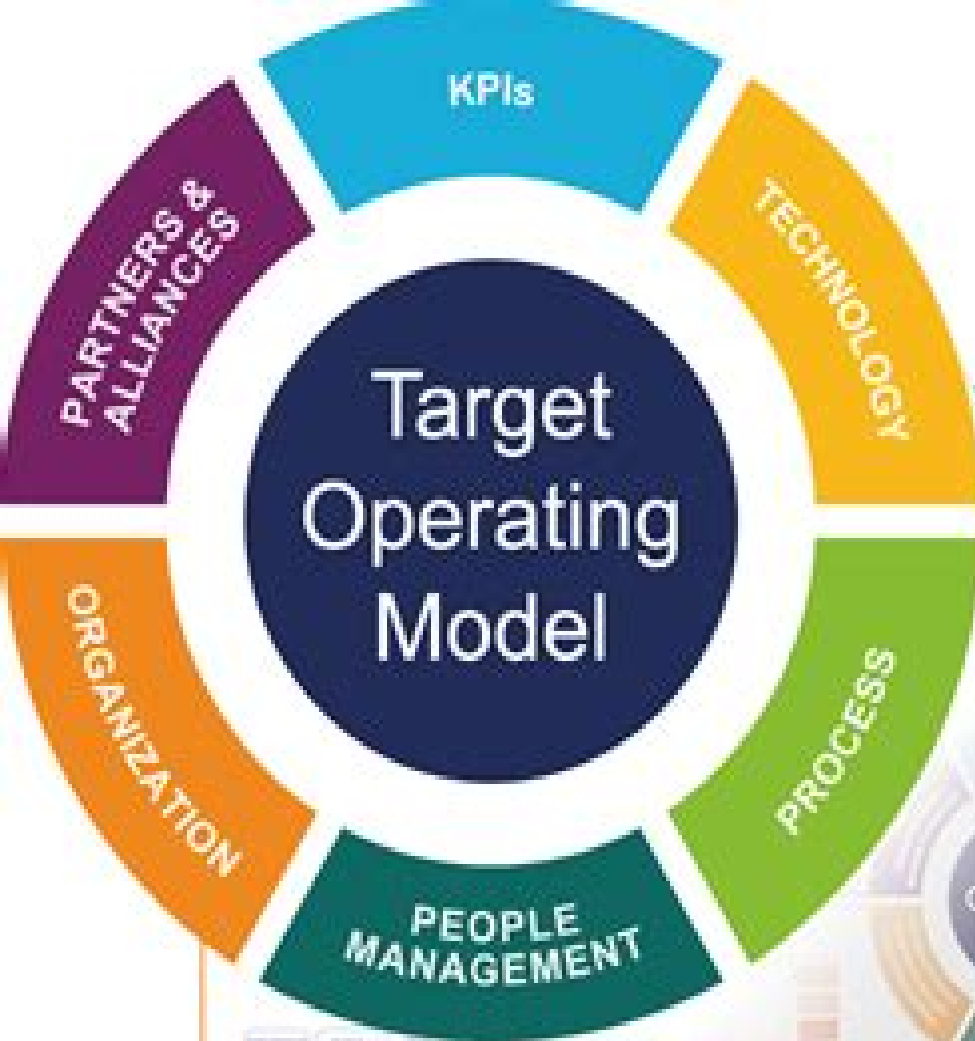 KPIs
TECHNOLOGY
PROCESS
PEOPLE
MANAGEMENT
ORGANIZATION
PARTNERS &
ALLIANCES
Target
Operating
Model